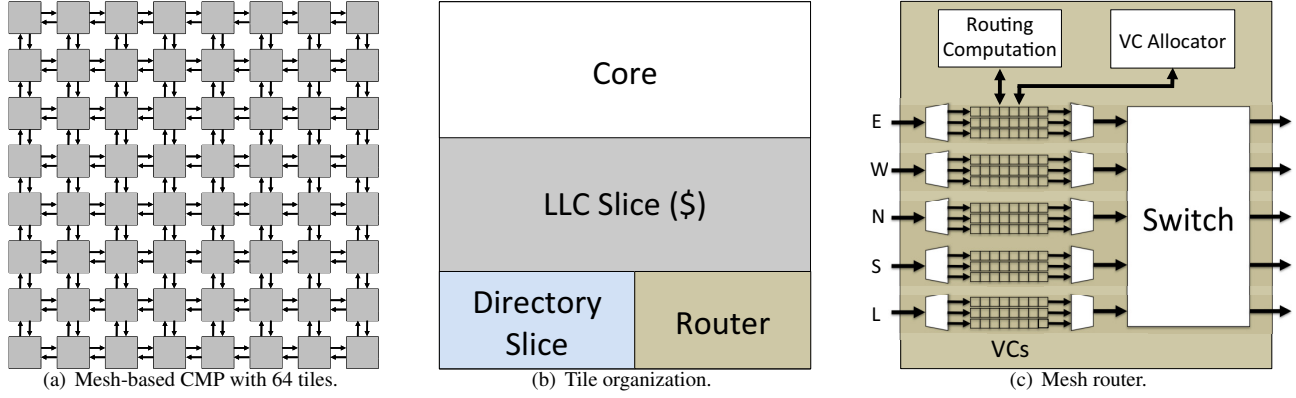 Core
LLC Slice ($)
Directory
Slice
Router
Routing
Computation
VC Allocator
E
W
N
S
L
Switch
VCs
(a) Mesh-based CMP with 64 tiles.
(b) Tile organization.
(c) Mesh router.